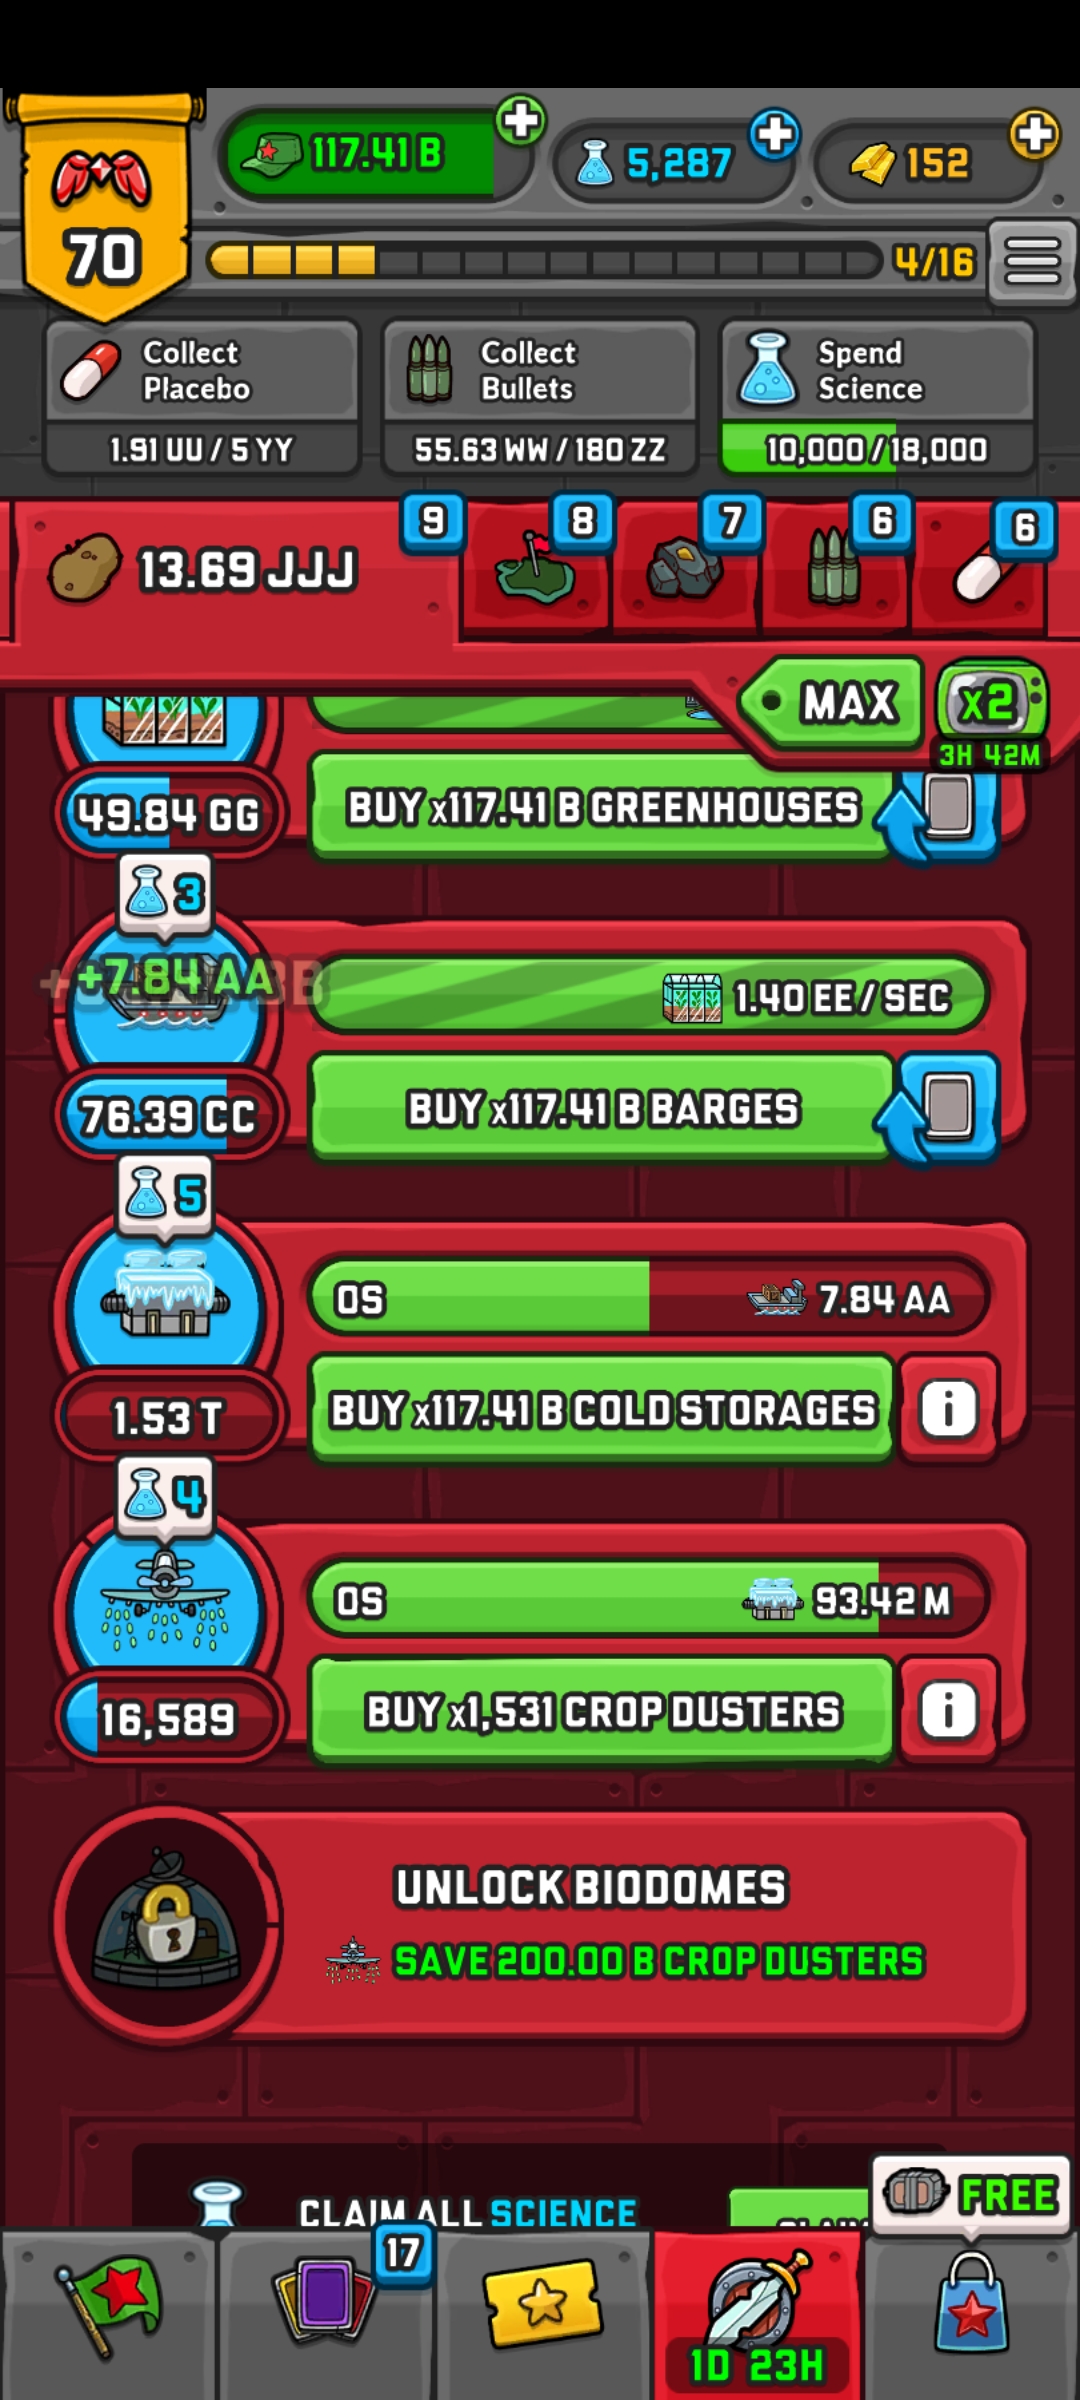 117.41 B
5,287
152
70
4/16
Collect
Placebo
1.91 UU / 5 YY
Collect
Bullets
55.63 WW / 180 ZZ
Spend
Science
10,000 / 18,000
13.69 JJJ
9
8
7
6
6
MAX
x2
3H 42M
49.84 GG
BUY x117.41 B GREENHOUSES
3
+7.84 AA
1.40 EE / SEC
76.39 CC
BUY x117.41 B BARGES
5
0S
7.84 AA
1.53 T
BUY x117.41 B COLD STORAGES
i
4
0S
93.42 M
16,589
BUY x1,531 CROP DUSTERS
i
UNLOCK BIODOMES
SAVE 200.00 B CROP DUSTERS
CLAIM ALL SCIENCE
FREE
17
1D 23H